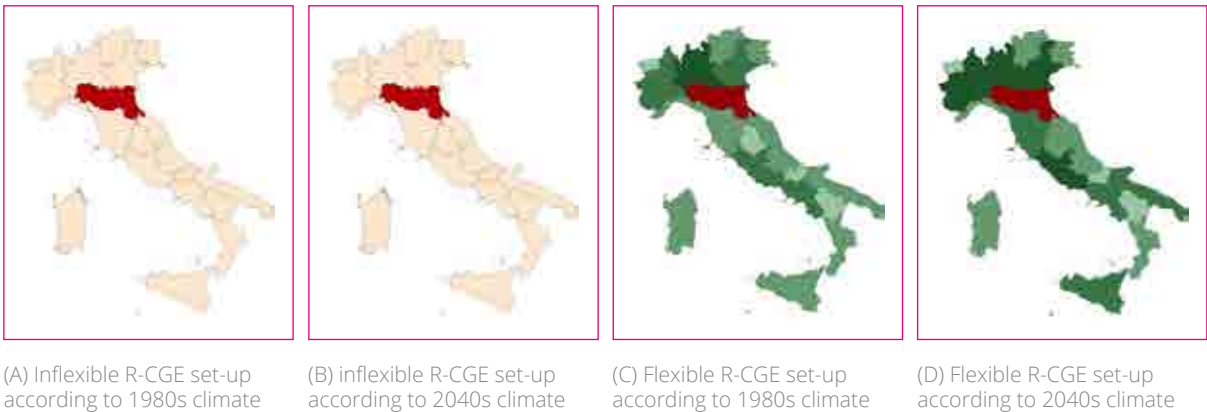 (A) Inflexible R-CGE set-up
according to 1980s climate
(B) inflexible R-CGE set-up
according to 2040s climate
(C) Flexible R-CGE set-up
according to 1980s climate
(D) Flexible R-CGE set-up
according to 2040s climate